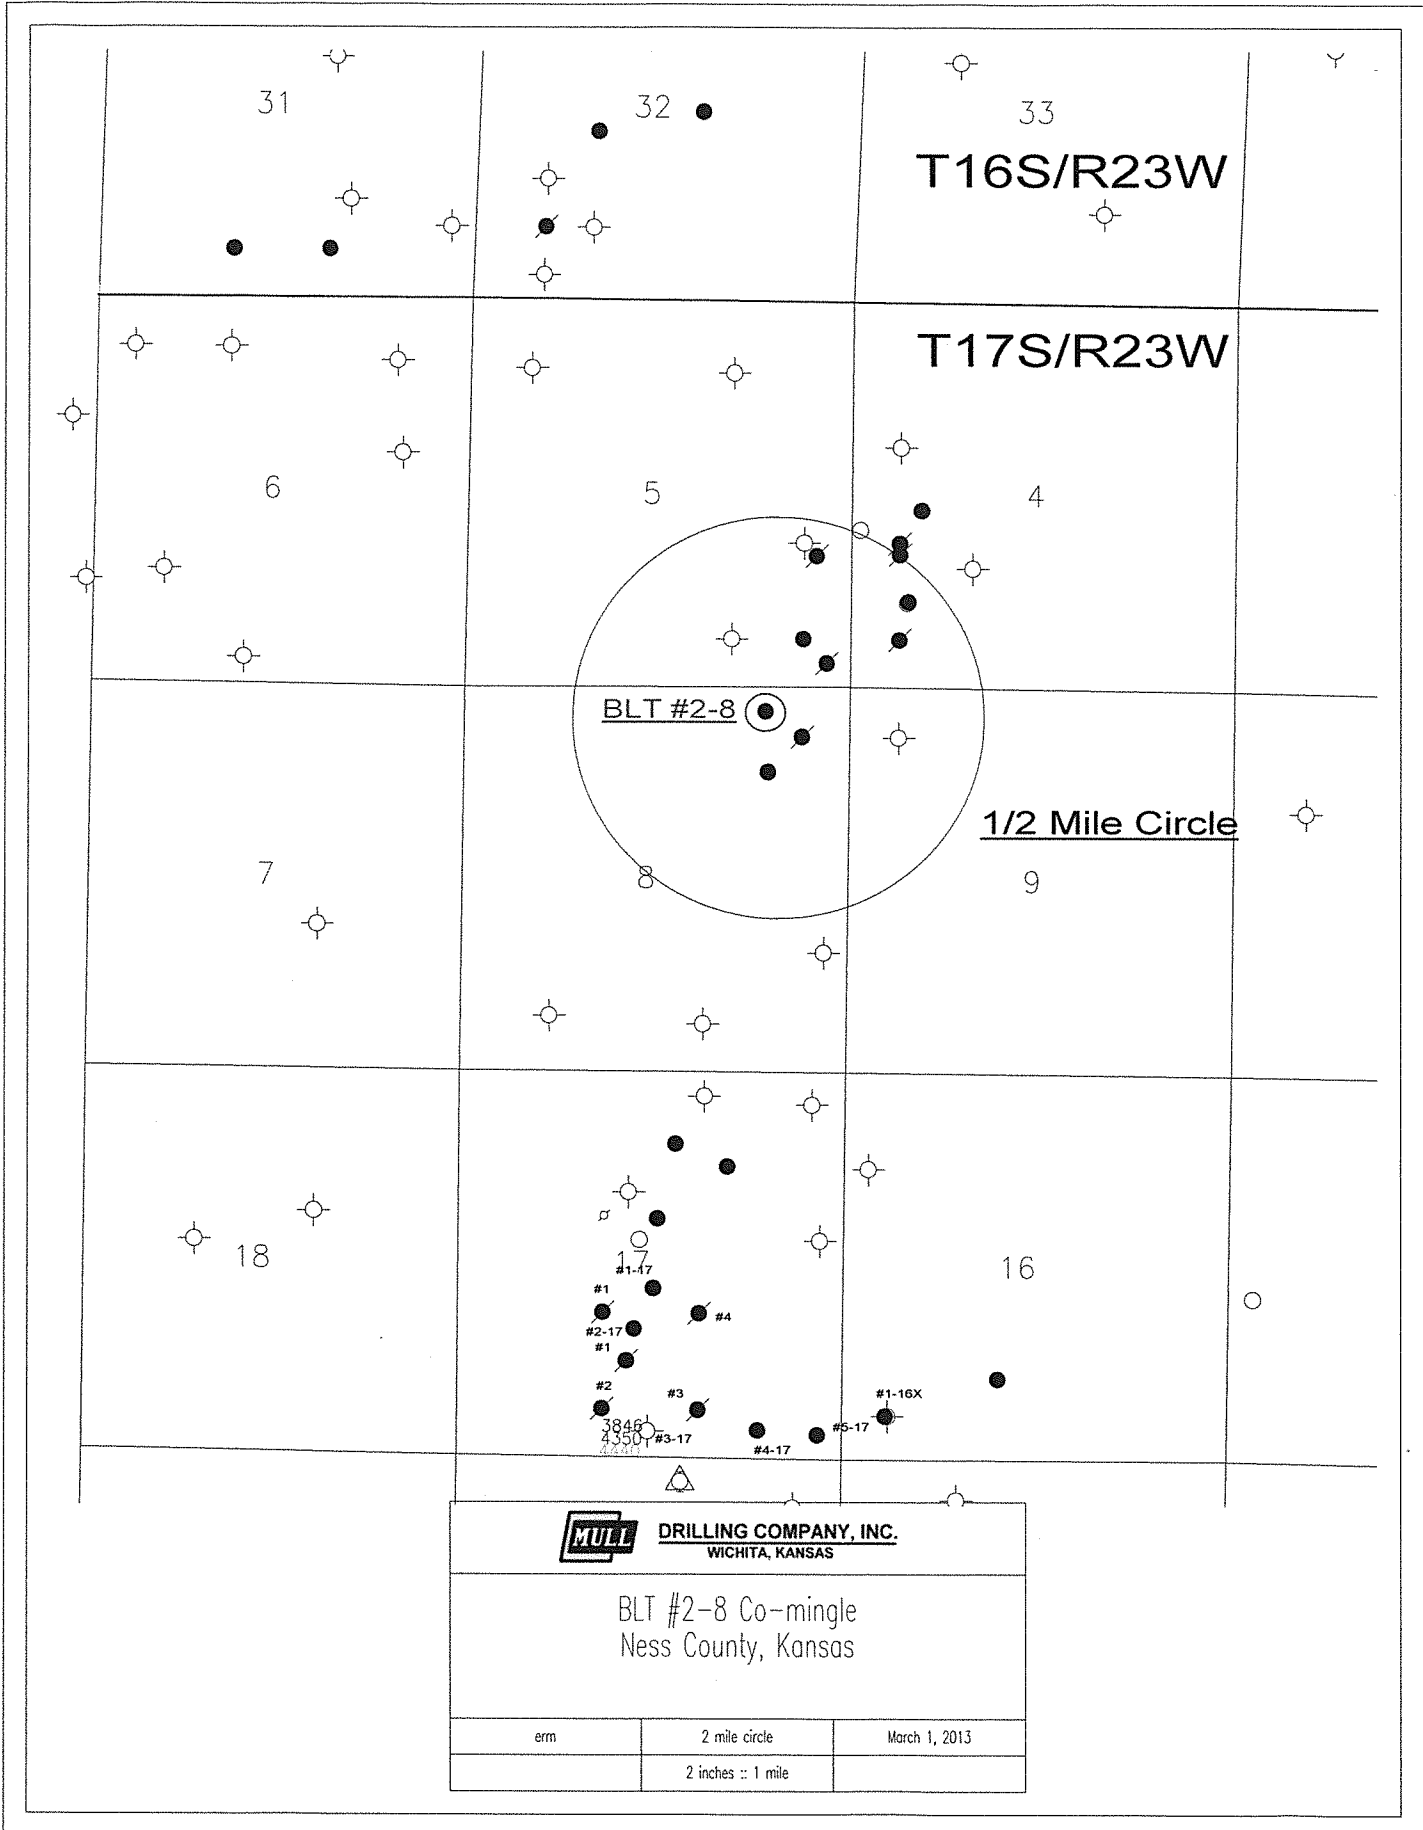 31
32
33
T16S/R23W
T17S/R23W
6
5
4
BLT #2-8
1/2 Mile Circle
7
8
9
18
17
16
#1-17
#1
#4
#2-17
#1
#2
#3
#1-16X
3846
4350
#3-17
#5-17
4440
#4-17
MULL
DRILLING COMPANY, INC.
WICHITA, KANSAS
BLT #2-8 Co-mingle
Ness County, Kansas
erm
2 mile circle
March 1, 2013
2 inches :: 1 mile